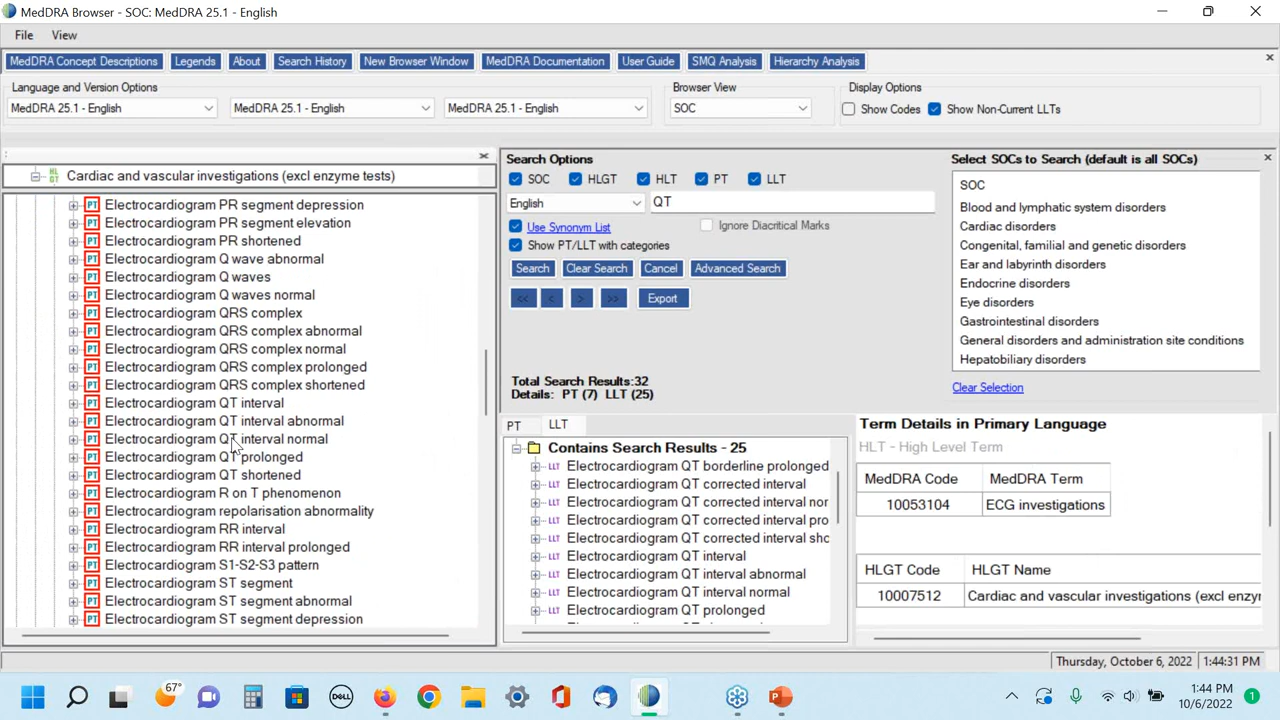 MedDRA Browser - SOC: MedDRA 25.1 - English
File View
MedDRA Concept Descriptions Legends About Search History New Browser Window MedDRA Documentation User Guide SMQ Analysis Hierarchy Analysis
Language and Version Options
MedDRA 25.1 - English MedDRA 25.1 - English MedDRA 25.1 - English
Browser View
SOC
Display Options
Show Codes Show Non-Current LLTs
HLGT Cardiac and vascular investigations (excl enzyme tests)
PT Electrocardiogram PR segment depression
PT Electrocardiogram PR segment elevation
PT Electrocardiogram PR shortened
PT Electrocardiogram Q wave abnormal
PT Electrocardiogram Q waves
PT Electrocardiogram Q waves normal
PT Electrocardiogram QRS complex
PT Electrocardiogram QRS complex abnormal
PT Electrocardiogram QRS complex normal
PT Electrocardiogram QRS complex prolonged
PT Electrocardiogram QRS complex shortened
PT Electrocardiogram QT interval
PT Electrocardiogram QT interval abnormal
PT Electrocardiogram QT interval normal
PT Electrocardiogram QT prolonged
PT Electrocardiogram QT shortened
PT Electrocardiogram R on T phenomenon
PT Electrocardiogram repolarisation abnormality
PT Electrocardiogram RR interval
PT Electrocardiogram RR interval prolonged
PT Electrocardiogram S1-S2-S3 pattern
PT Electrocardiogram ST segment
PT Electrocardiogram ST segment abnormal
PT Electrocardiogram ST segment depression
Search Options
SOC HLGT HLT PT LLT
English QT
Use Synonym List Ignore Diacritical Marks
Show PT/LLT with categories
Search Clear Search Cancel Advanced Search
<< < > >> Export
Total Search Results:32
Details: PT (7) LLT (25)
Select SOCs to Search (default is all SOCs)
SOC
Blood and lymphatic system disorders
Cardiac disorders
Congenital, familial and genetic disorders
Ear and labyrinth disorders
Endocrine disorders
Eye disorders
Gastrointestinal disorders
General disorders and administration site conditions
Hepatobiliary disorders
Clear Selection
PT LLT
Contains Search Results - 25
LLT Electrocardiogram QT borderline prolonged
LLT Electrocardiogram QT corrected interval
LLT Electrocardiogram QT corrected interval nor
LLT Electrocardiogram QT corrected interval pro
LLT Electrocardiogram QT corrected interval sho
LLT Electrocardiogram QT interval
LLT Electrocardiogram QT interval abnormal
LLT Electrocardiogram QT interval normal
LLT Electrocardiogram QT prolonged
Term Details in Primary Language
HLT - High Level Term
MedDRA Code MedDRA Term
10053104 ECG investigations
HLGT Code HLGT Name
10007512 Cardiac and vascular investigations (excl enzy
Thursday, October 6, 2022 1:44:31 PM
67°
DELL
1:44 PM
10/6/2022
1